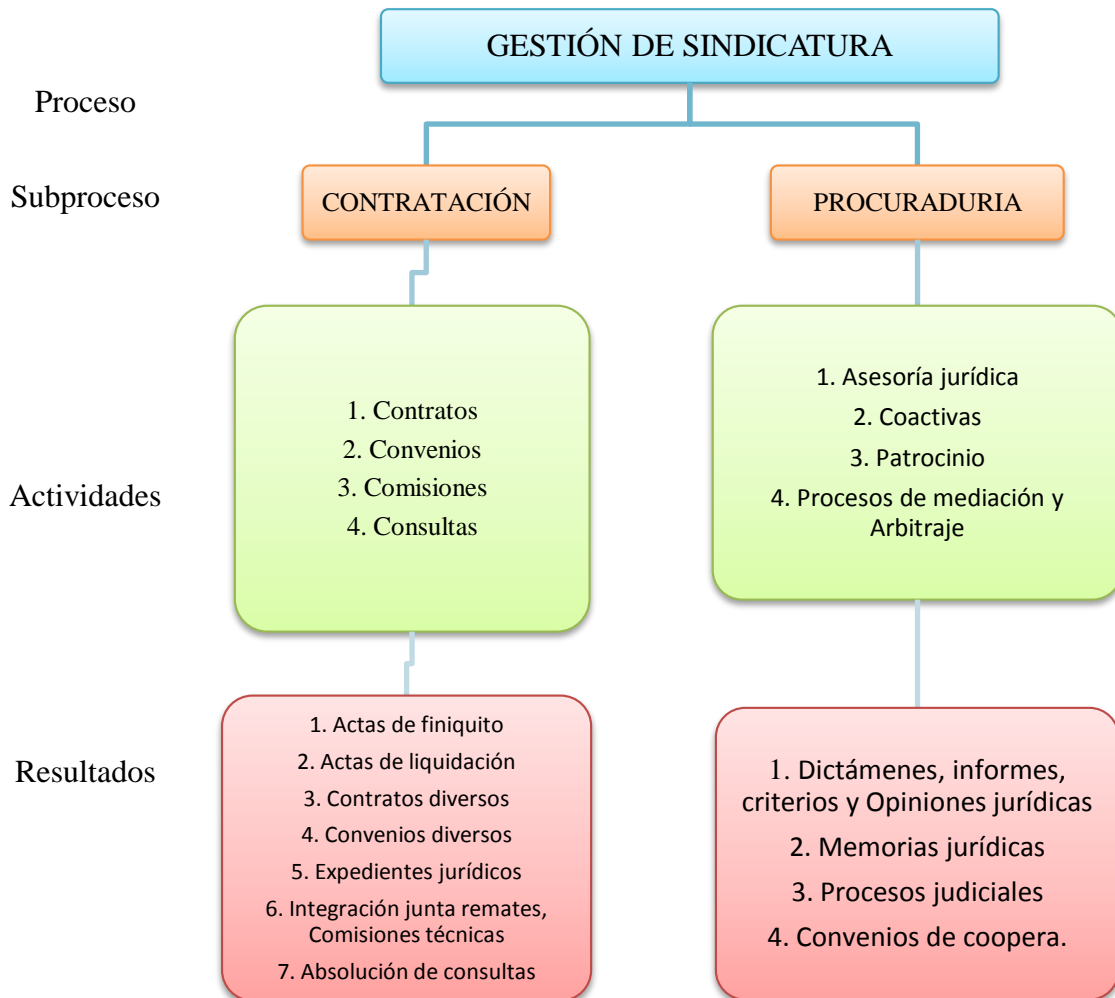 GESTIÓN DE SINDICATURA
Proceso
Subproceso
CONTRATACIÓN
PROCURADURIA
Actividades
1. Contratos
2. Convenios
3. Comisiones
4. Consultas
1. Asesoría jurídica
2. Coactivas
3. Patrocinio
4. Procesos de mediación y
Arbitraje
Resultados
1. Actas de finiquito
2. Actas de liquidación
3. Contratos diversos
4. Convenios diversos
5. Expedientes jurídicos
6. Integración junta remates,
Comisiones técnicas
7. Absolución de consultas
1. Dictámenes, informes,
criterios y Opiniones jurídicas
2. Memorias jurídicas
3. Procesos judiciales
4. Convenios de coopera.